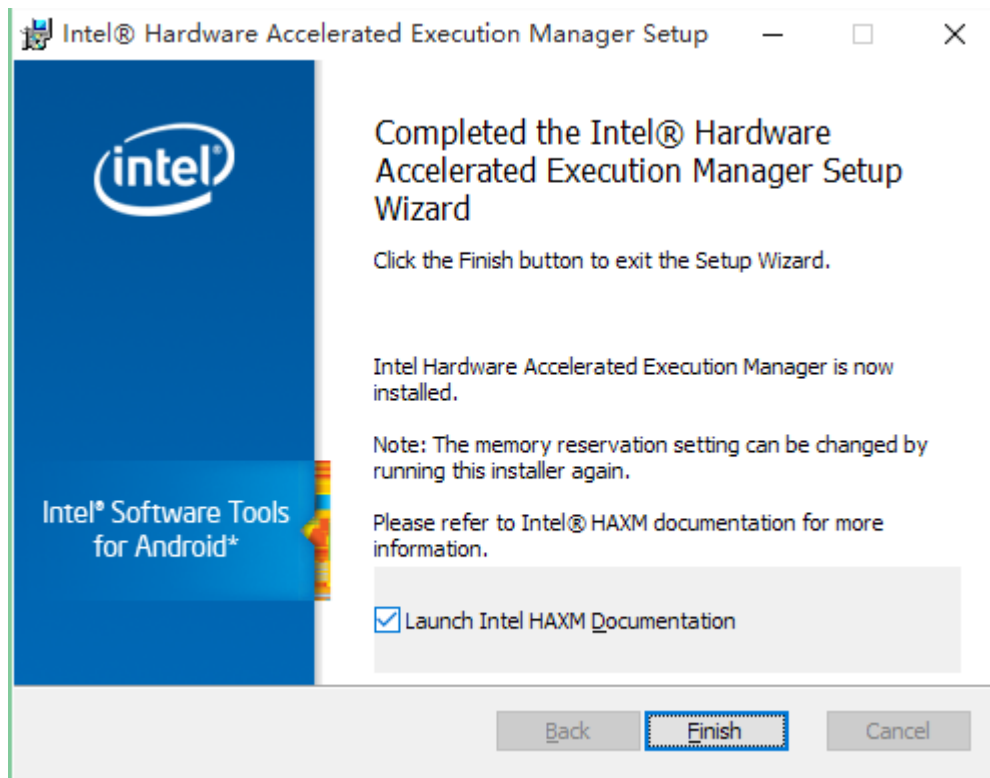 Intel® Hardware Accelerated Execution Manager Setup
intel®
Completed the Intel® Hardware
Accelerated Execution Manager Setup
Wizard
Click the Finish button to exit the Setup Wizard.
Intel Hardware Accelerated Execution Manager is now
installed.
Note: The memory reservation setting can be changed by
running this installer again.
Intel® Software Tools
for Android*
Please refer to Intel® HAXM documentation for more
information.
Launch Intel HAXM Documentation
Back
Finish
Cancel